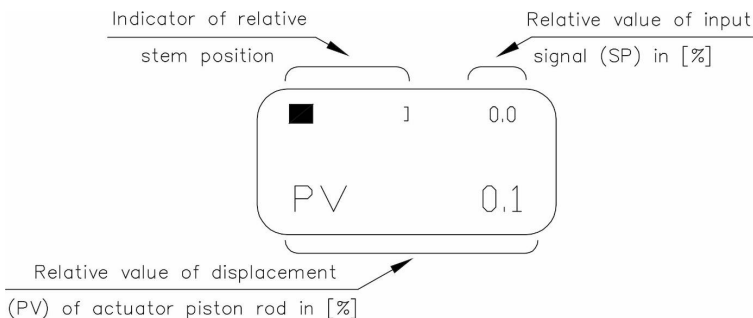 Indicator of relative
stem position
Relative value of input
signal (SP) in [%]
] 0.0
PV 0.1
Relative value of displacement
(PV) of actuator piston rod in [%]